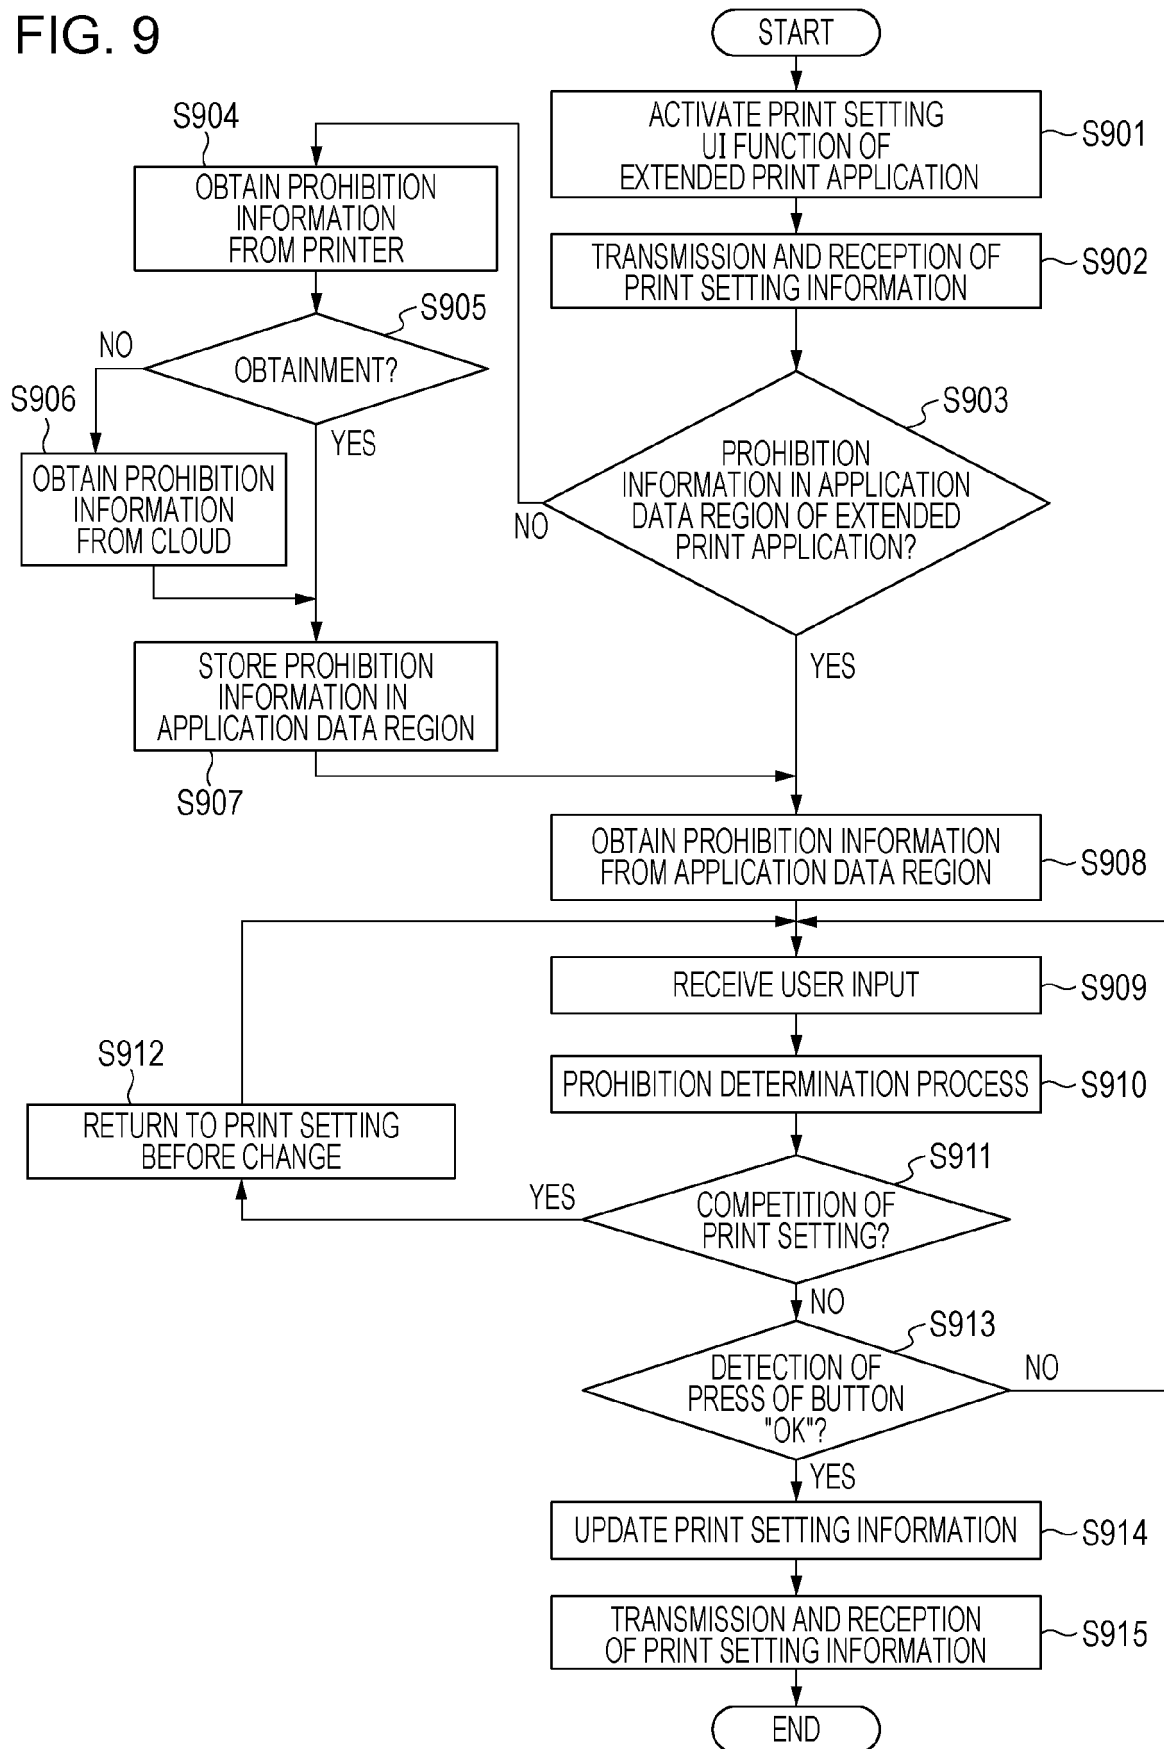 FIG. 9
START
ACTIVATE PRINT SETTING
UI FUNCTION OF
EXTENDED PRINT APPLICATION
S901
TRANSMISSION AND RECEPTION OF
PRINT SETTING INFORMATION
S902
PROHIBITION
INFORMATION IN APPLICATION
DATA REGION OF EXTENDED
PRINT APPLICATION?
S903
NO
YES
S904
OBTAIN PROHIBITION
INFORMATION
FROM PRINTER
S905
OBTAINMENT?
NO
YES
S906
OBTAIN PROHIBITION
INFORMATION
FROM CLOUD
STORE PROHIBITION
INFORMATION IN
APPLICATION DATA REGION
S907
OBTAIN PROHIBITION INFORMATION
FROM APPLICATION DATA REGION
S908
RECEIVE USER INPUT
S909
PROHIBITION DETERMINATION PROCESS
S910
S911
COMPETITION OF
PRINT SETTING?
YES
NO
S912
RETURN TO PRINT SETTING
BEFORE CHANGE
S913
DETECTION OF
PRESS OF BUTTON
"OK"?
NO
YES
UPDATE PRINT SETTING INFORMATION
S914
TRANSMISSION AND RECEPTION
OF PRINT SETTING INFORMATION
S915
END